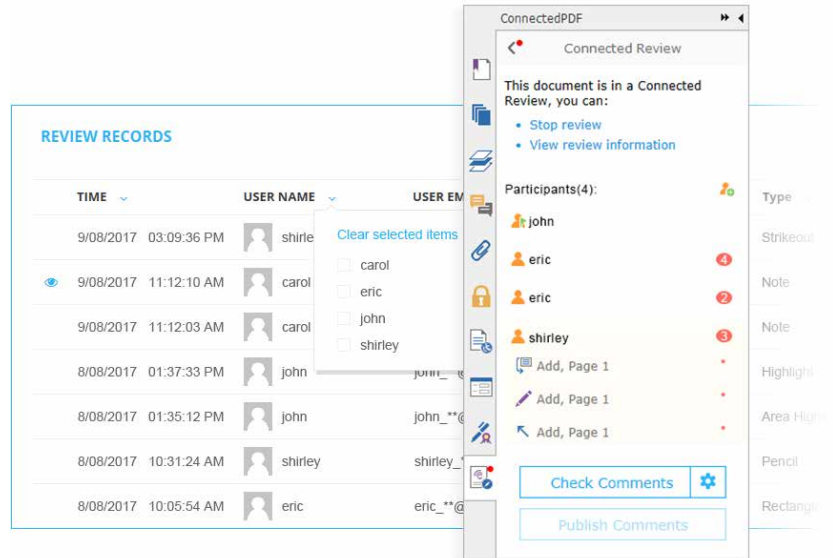 ConnectedPDF
Connected Review
This document is in a Connected
Review, you can:
• Stop review
• View review information
Participants(4):
john
eric 4
eric 2
shirley 3
Add, Page 1
Add, Page 1
Add, Page 1
Check Comments
Publish Comments
REVIEW RECORDS
TIME USER NAME USER EM Type
9/08/2017 03:09:36 PM shirle Strikeout
9/08/2017 11:12:10 AM carol Note
9/08/2017 11:12:03 AM carol Note
8/08/2017 01:37:33 PM john Highlight
8/08/2017 01:35:12 PM john john_**@ Area High
8/08/2017 10:31:24 AM shirley shirley_* Pencil
8/08/2017 10:05:54 AM eric eric_**@ Rectangle
Clear selected items
carol
eric
john
shirley